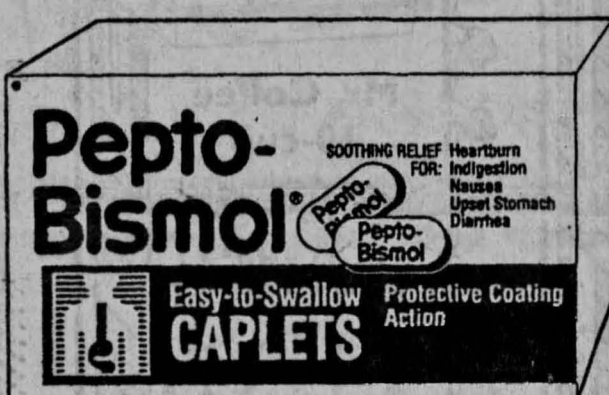 Pepto-
Bismol®
SOOTHING RELIEF FOR:
Heartburn
Indigestion
Nausea
Upset Stomach
Diarrhea
Pepto-
Bismol
Pepto-
Bismol
Easy-to-Swallow
CAPLETS
Protective Coating
Action